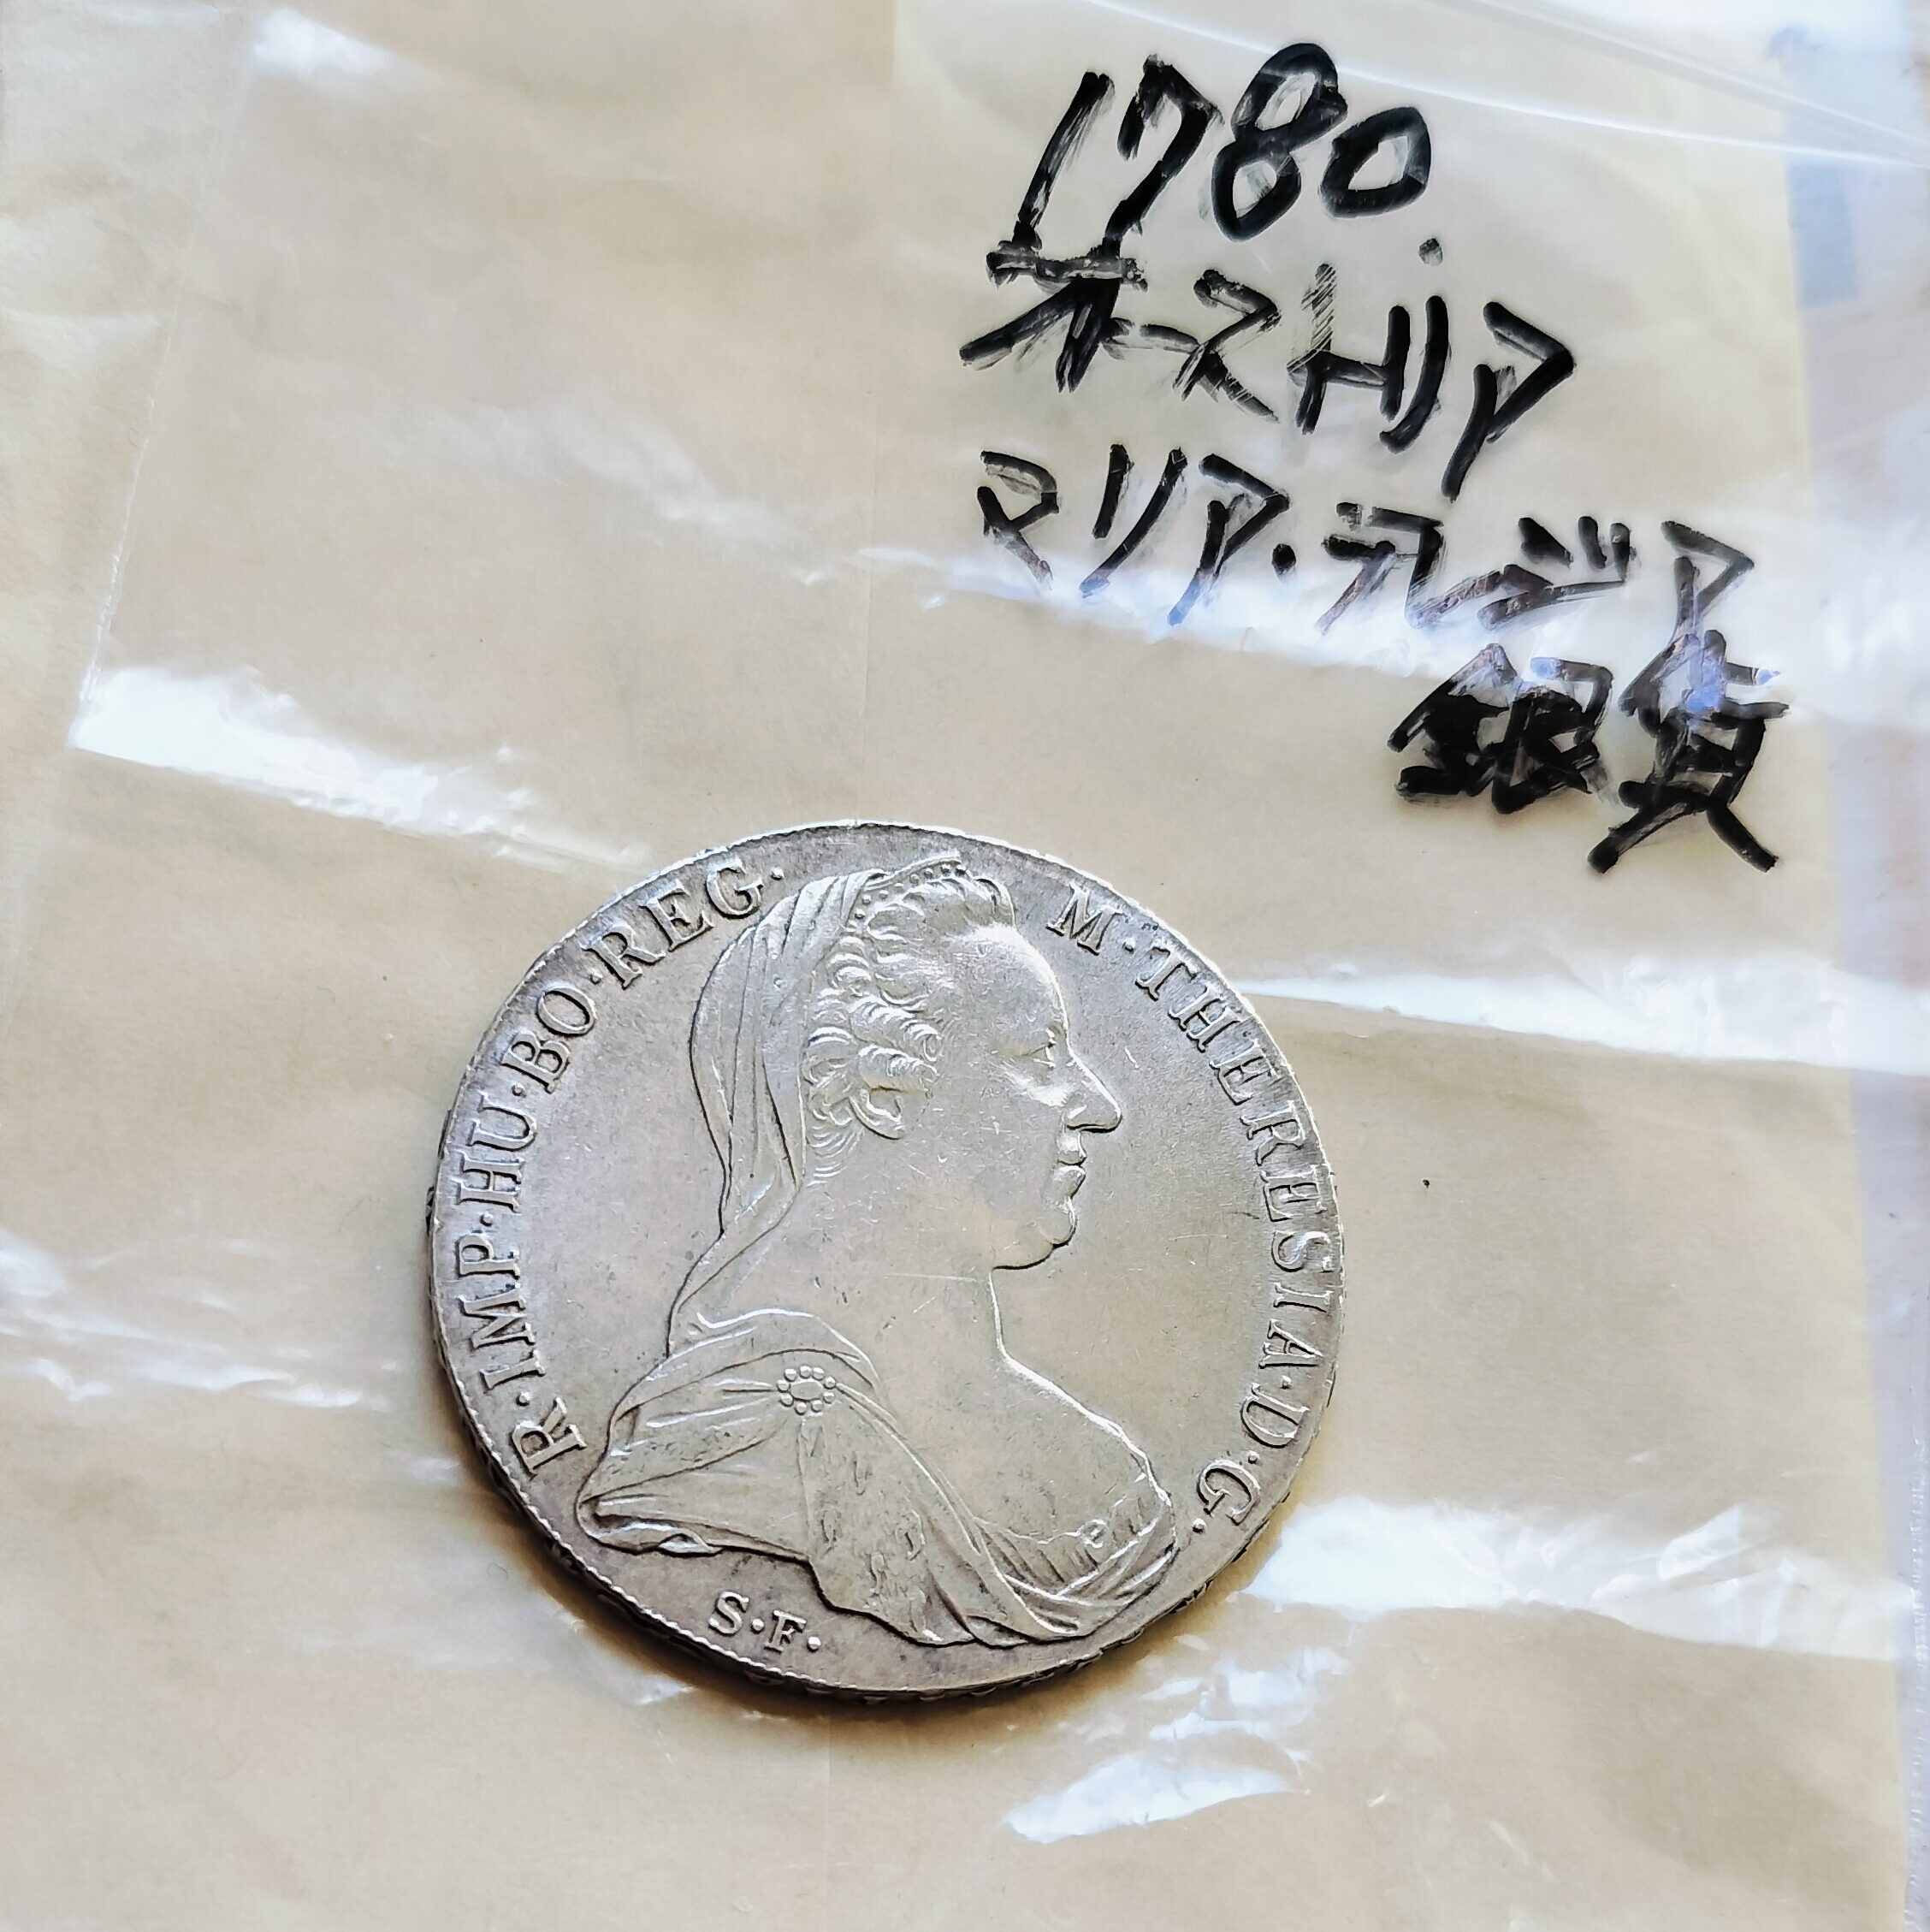 1780.
オーストリア
マリア・テレジア
銀貨
R·IMP·HU·BO·REG· M·THERESIA·D·G·
S·F·